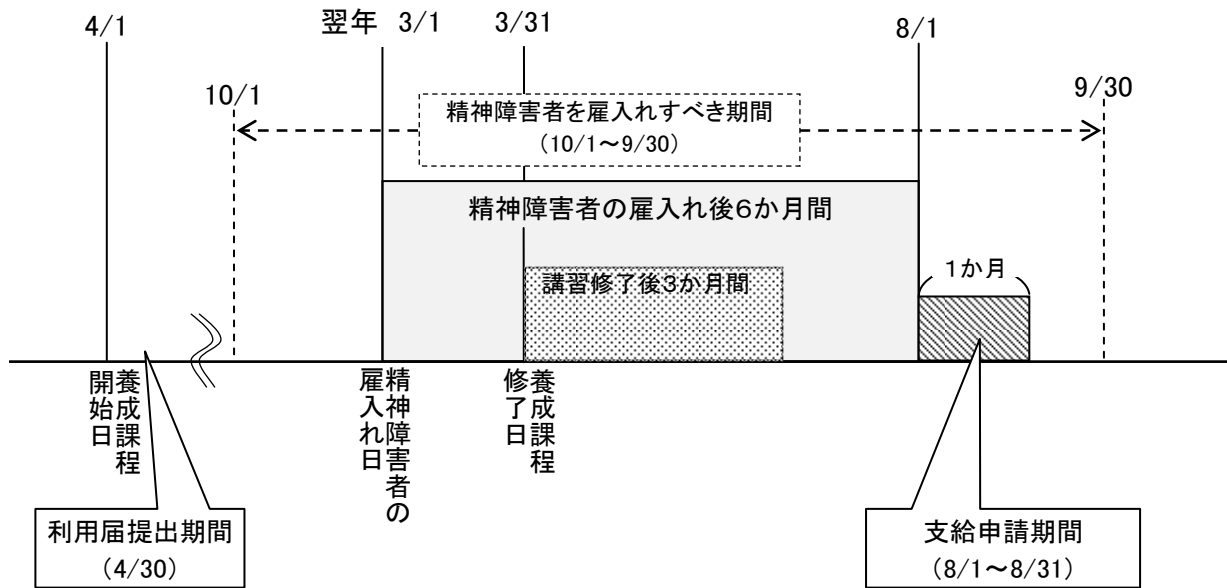 4/1
翌年 3/1
3/31
8/1
10/1
9/30
精神障害者を雇入れすべき期間
(10/1~9/30)
精神障害者の雇入れ後6か月間
講習修了後3か月間
1か月
養成課程
開始日
精神障害者の
雇入れ日
養成課程
修了日
利用届提出期間
(4/30)
支給申請期間
(8/1~8/31)